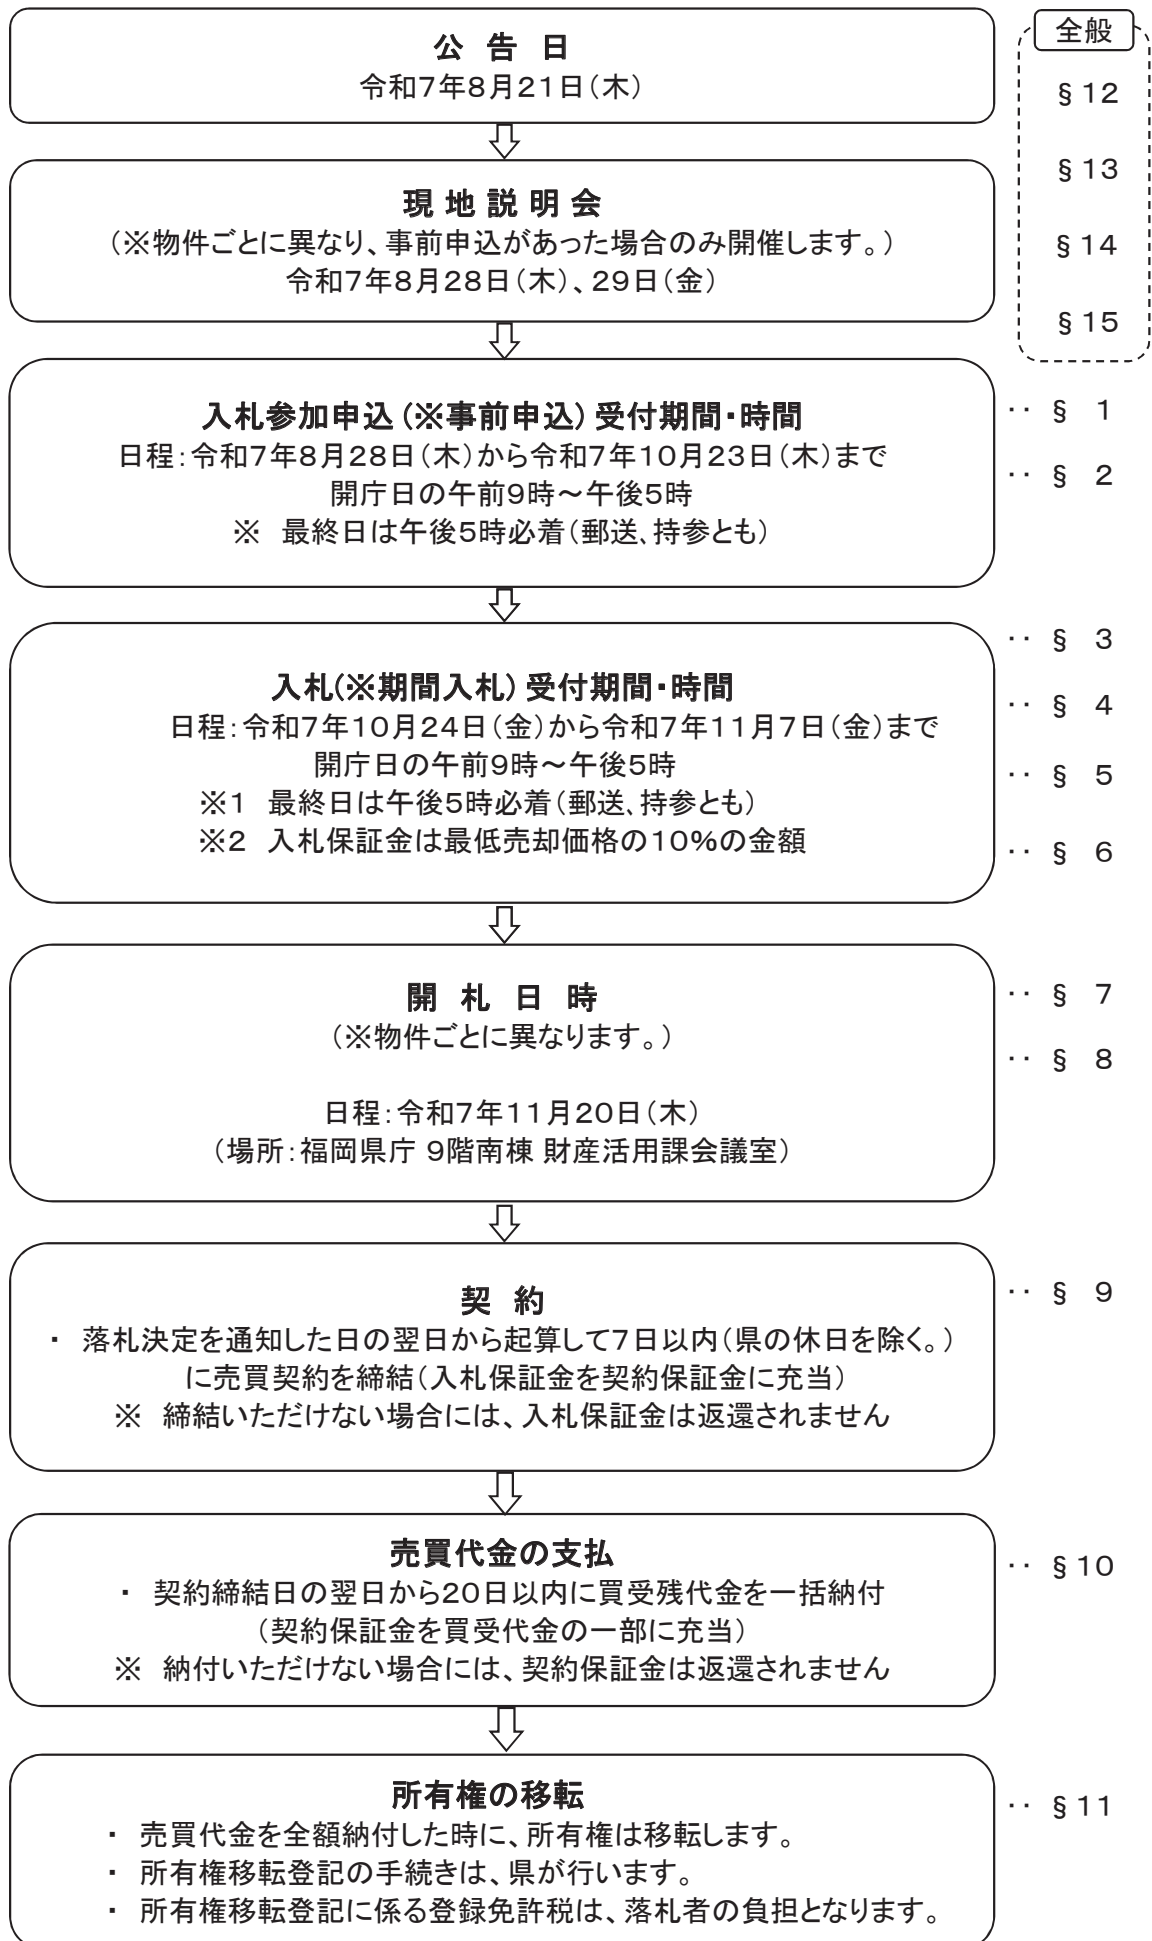 公 告 日
令和7年8月21日（木）
全般
§12
§13
§14
§15
現 地 説 明 会
（※物件ごとに異なり、事前申込があった場合のみ開催します。）
令和7年8月28日（木）、29日（金）
入札参加申込（※事前申込）受付期間・時間
日程：令和7年8月28日（木）から令和7年10月23日（木）まで
開庁日の午前9時～午後5時
※ 最終日は午後5時必着（郵送、持参とも）
‥ § 1
‥ § 2
入札（※期間入札）受付期間・時間
日程：令和7年10月24日（金）から令和7年11月7日（金）まで
開庁日の午前9時～午後5時
※1 最終日は午後5時必着（郵送、持参とも）
※2 入札保証金は最低売却価格の10％の金額
‥ § 3
‥ § 4
‥ § 5
‥ § 6
開 札 日 時
（※物件ごとに異なります。）
日程：令和7年11月20日（木）
（場所：福岡県庁 9階南棟 財産活用課会議室）
‥ § 7
‥ § 8
契 約
・ 落札決定を通知した日の翌日から起算して7日以内（県の休日を除く。）
に売買契約を締結（入札保証金を契約保証金に充当）
※ 締結いただけない場合には、入札保証金は返還されません
‥ § 9
売買代金の支払
・ 契約締結日の翌日から20日以内に買受残代金を一括納付
（契約保証金を買受代金の一部に充当）
※ 納付いただけない場合には、契約保証金は返還されません
‥ §10
所有権の移転
・ 売買代金を全額納付した時に、所有権は移転します。
・ 所有権移転登記の手続きは、県が行います。
・ 所有権移転登記に係る登録免許税は、落札者の負担となります。
‥ §11